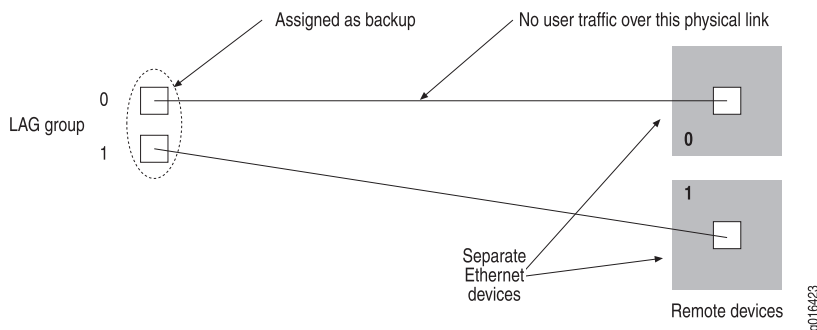 Assigned as backup
No user traffic over this physical link
0
LAG group
1
0
1
Separate
Ethernet
devices
Remote devices
g016423